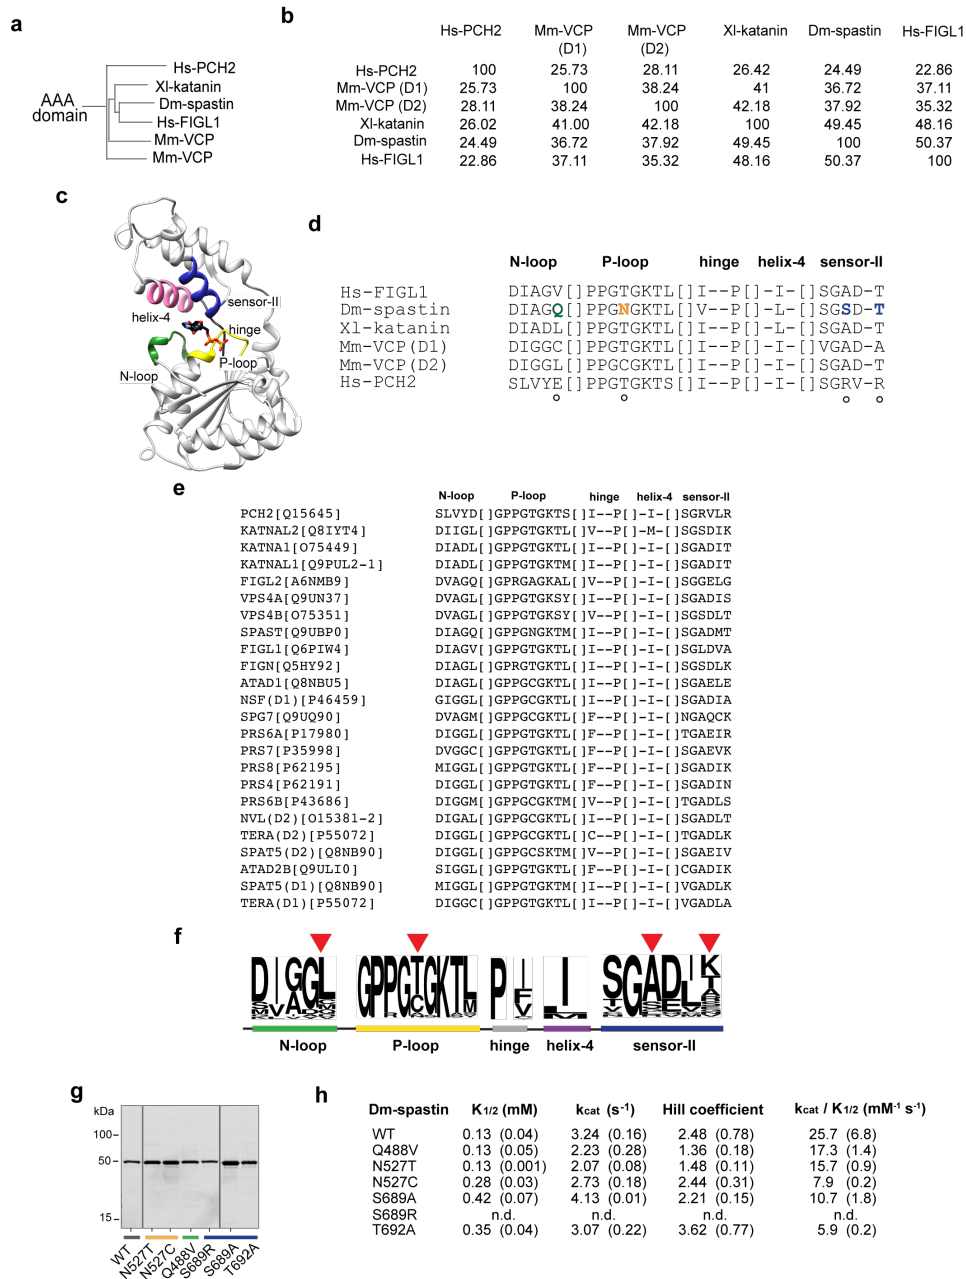 a
AAA
domain
Hs-PCH2
Xl-katanin
Dm-spastin
Hs-FIGL1
Mm-VCP
Mm-VCP
b
Hs-PCH2 Mm-VCP (D1) Mm-VCP (D2) Xl-katanin Dm-spastin Hs-FIGL1
Hs-PCH2 100 25.73 28.11 26.42 24.49 22.86
Mm-VCP (D1) 25.73 100 38.24 41 36.72 37.11
Mm-VCP (D2) 28.11 38.24 100 42.18 37.92 35.32
Xl-katanin 26.02 41.00 42.18 100 49.45 48.16
Dm-spastin 24.49 36.72 37.92 49.45 100 50.37
Hs-FIGL1 22.86 37.11 35.32 48.16 50.37 100
c
sensor-II
helix-4
hinge
P-loop
N-loop
d
N-loop P-loop hinge helix-4 sensor-II
Hs-FIGL1 DIAGV[]PPGTGKTL[]I--P[]-I-[]SGAD-T
Dm-spastin DIAGQ[]PPGNGKTL[]V--P[]-L-[]SGSD-T
Xl-katanin DIADL[]PPGTGKTL[]I--P[]-I-[]SGAD-T
Mm-VCP(D1) DIGGC[]PPGTGKTL[]I--P[]-I-[]VGAD-A
Mm-VCP(D2) DIGGL[]PPGCGKTL[]I--P[]-I-[]SGAD-T
Hs-PCH2 SLVYE[]PPGTGKTS[]I--P[]-I-[]SGRV-R
e
N-loop P-loop hinge helix-4 sensor-II
PCH2[Q15645] SLVYD[]GPPGTGKTS[]I--P[]-I-[]SGRVLR
KATNAL2[Q8IYT4] DIIGL[]GPPGTGKTL[]V--P[]-M-[]SGSDIK
KATNA1[O75449] DIADL[]GPPGTGKTL[]I--P[]-I-[]SGADIT
KATNAL1[Q9PUL2-1] DIADL[]GPPGTGKTM[]I--P[]-I-[]SGADIT
FIGL2[A6NMB9] DVAGQ[]GPRGAGKAL[]V--P[]-I-[]SGGELG
VPS4A[Q9UN37] DVAGL[]GPPGTGKSY[]I--P[]-I-[]SGADIS
VPS4B[O75351] DVAGL[]GPPGTGKSY[]V--P[]-I-[]SGSDLT
SPAST[Q9UBP0] DIAGQ[]GPPGNGKTM[]I--P[]-I-[]SGADMT
FIGL1[Q6PIW4] DIAGV[]GPPGTGKTL[]I--P[]-I-[]SGLDVA
FIGN[Q5HY92] DIAGL[]GPRGTGKTL[]I--P[]-I-[]SGSDLK
ATAD1[Q8NBU5] DIAGL[]GPPGCGKTL[]I--P[]-I-[]SGAELE
NSF(D1)[P46459] GIGGL[]GPPGCGKTL[]I--P[]-I-[]SGADIA
SPG7[Q9UQ90] DVAGM[]GPPGCGKTL[]F--P[]-I-[]NGAQCK
PRS6A[P17980] DIGGL[]GPPGTGKTL[]F--P[]-I-[]TGAEIR
PRS7[P35998] DVGGC[]GPPGTGKTL[]F--P[]-I-[]SGAEVK
PRS8[P62195] MIGGL[]GPPGTGKTL[]F--P[]-I-[]SGADIK
PRS4[P62191] DIGGL[]GPPGTGKTL[]F--P[]-I-[]SGADIN
PRS6B[P43686] DIGGM[]GPPGCGKTM[]V--P[]-I-[]TGADLS
NVL(D2)[O15381-2] DIGAL[]GPPGCGKTL[]I--P[]-I-[]SGADLT
TERA(D2)[P55072] DIGGL[]GPPGCGKTL[]C--P[]-I-[]TGADLK
SPAT5(D2)[Q8NB90] DIGGL[]GPPGCSKTM[]V--P[]-I-[]SGAEIV
ATAD2B[Q9ULI0] SIGGL[]GPPGTGKTL[]I--P[]-I-[]CGADIK
SPAT5(D1)[Q8NB90] MIGGL[]GPPGTGKTM[]I--P[]-I-[]VGADLK
TERA(D1)[P55072] DIGGC[]GPPGTGKTL[]I--P[]-I-[]VGADLA
f
N-loop P-loop hinge helix-4 sensor-II
g
kDa
100
50
15
WT N527T N527C Q488V S689R S689A T692A
h
Dm-spastin K1/2 (mM) kcat (s-1) Hill coefficient kcat / K1/2 (mM-1 s-1)
WT 0.13 (0.04) 3.24 (0.16) 2.48 (0.78) 25.7 (6.8)
Q488V 0.13 (0.05) 2.23 (0.28) 1.36 (0.18) 17.3 (1.4)
N527T 0.13 (0.001) 2.07 (0.08) 1.48 (0.11) 15.7 (0.9)
N527C 0.28 (0.03) 2.73 (0.18) 2.44 (0.31) 7.9 (0.2)
S689A 0.42 (0.07) 4.13 (0.01) 2.21 (0.15) 10.7 (1.8)
S689R n.d. n.d. n.d. n.d.
T692A 0.35 (0.04) 3.07 (0.22) 3.62 (0.77) 5.9 (0.2)